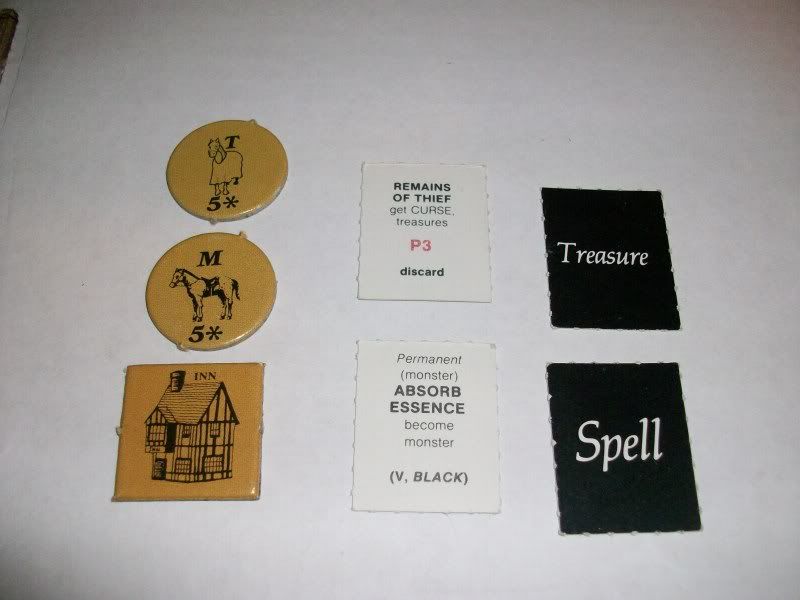 T
T
5*
M
5*
INN
REMAINS
OF THIEF
get CURSE,
treasures
P3
discard
Permanent
(monster)
ABSORB
ESSENCE
become
monster
(V, BLACK)
Treasure
Spell